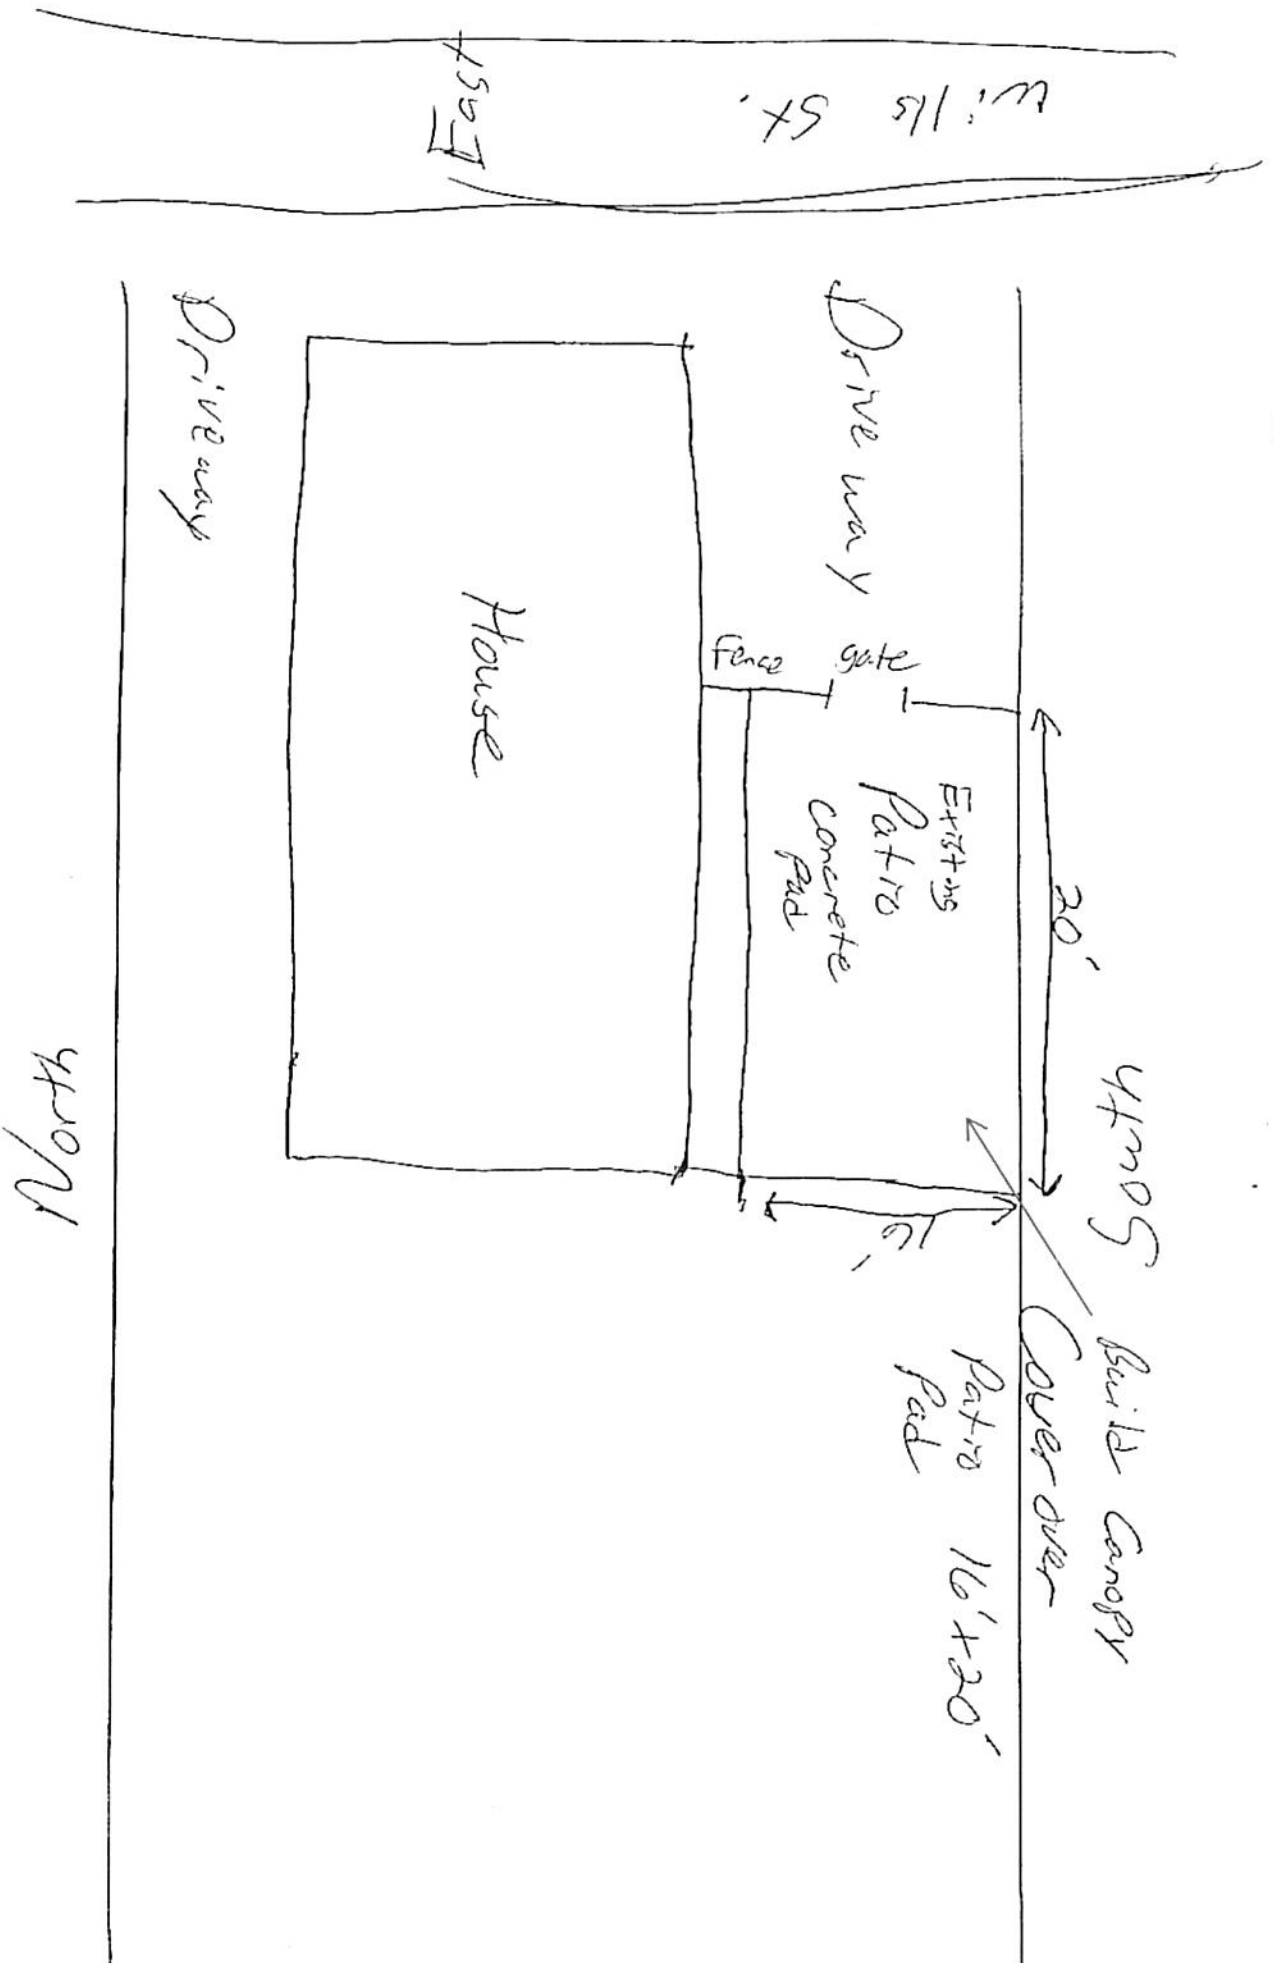 Wills St.
East
Driveway
Driveway
House
Fence
gate
Existing
Patio
concrete
Pad
20'
16'
South
North
Build Canopy
Cover over
Patio 16'x20'
Pad